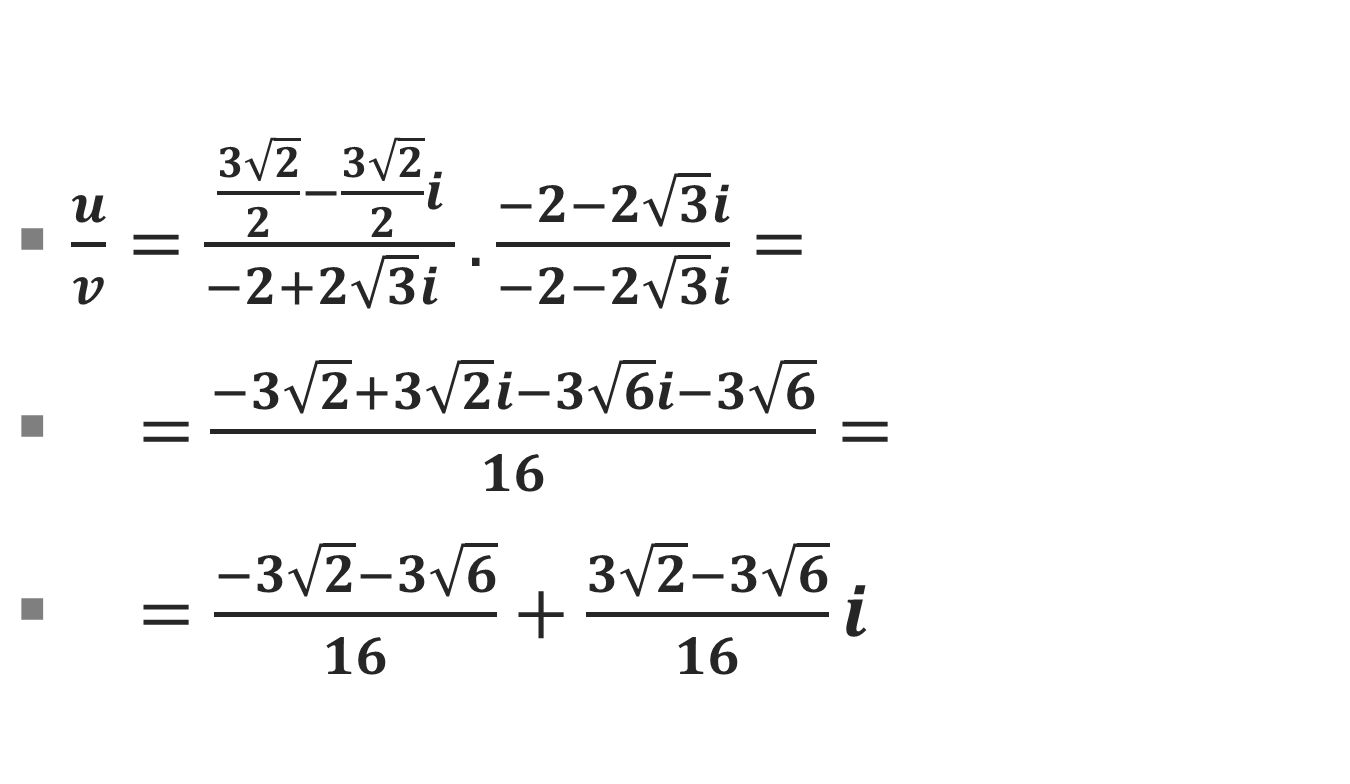 ▪ u/v = (3√2/2 − 3√2/2 i)/(−2+2√3i) . (−2−2√3i)/(−2−2√3i) =
▪ = (−3√2+3√2i−3√6i−3√6)/16 =
▪ = (−3√2−3√6)/16 + (3√2−3√6)/16 i